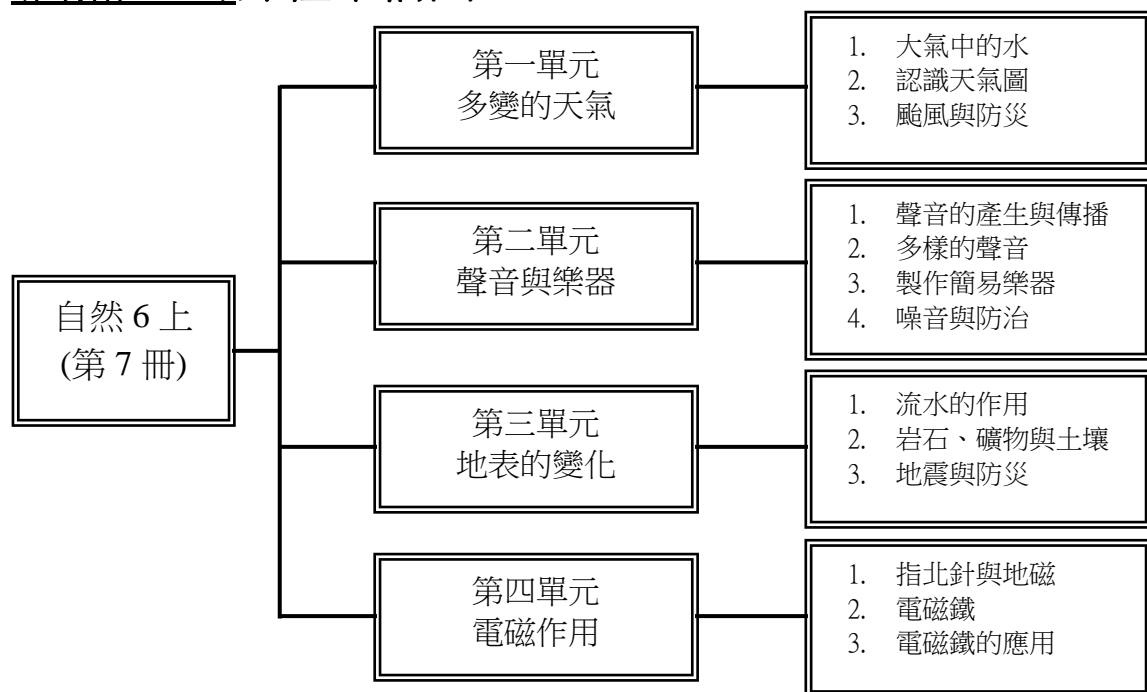 自然 6 上
(第 7 冊)
第一單元
多變的天氣
1. 大氣中的水
2. 認識天氣圖
3. 颱風與防災
第二單元
聲音與樂器
1. 聲音的產生與傳播
2. 多樣的聲音
3. 製作簡易樂器
4. 噪音與防治
第三單元
地表的變化
1. 流水的作用
2. 岩石、礦物與土壤
3. 地震與防災
第四單元
電磁作用
1. 指北針與地磁
2. 電磁鐵
3. 電磁鐵的應用